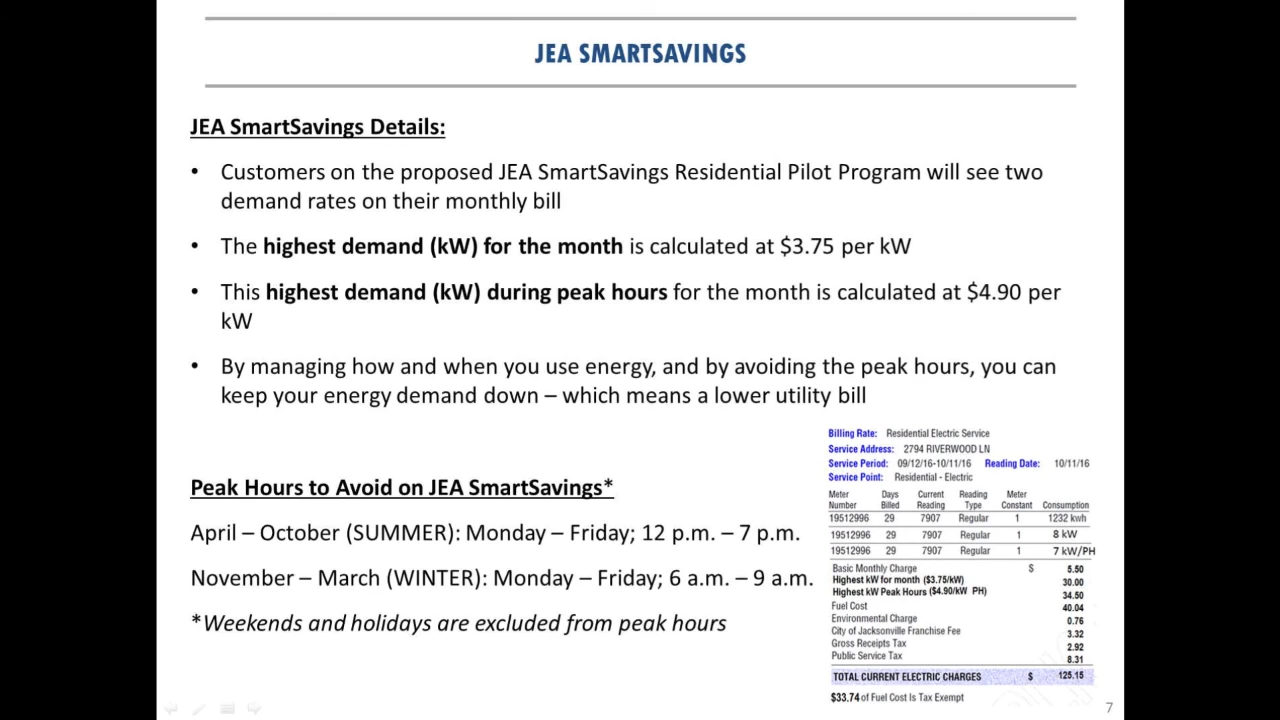 JEA SMARTSAVINGS
JEA SmartSavings Details:
• Customers on the proposed JEA SmartSavings Residential Pilot Program will see two
demand rates on their monthly bill
• The highest demand (kW) for the month is calculated at $3.75 per kW
• This highest demand (kW) during peak hours for the month is calculated at $4.90 per
kW
• By managing how and when you use energy, and by avoiding the peak hours, you can
keep your energy demand down – which means a lower utility bill
Peak Hours to Avoid on JEA SmartSavings*
April – October (SUMMER): Monday – Friday; 12 p.m. – 7 p.m.
November – March (WINTER): Monday – Friday; 6 a.m. – 9 a.m.
*Weekends and holidays are excluded from peak hours
Billing Rate: Residential Electric Service
Service Address: 2794 RIVERWOOD LN
Service Period: 09/12/16-10/11/16 Reading Date: 10/11/16
Service Point: Residential - Electric
Meter Days Current Reading Meter
Number Billed Reading Type Constant Consumption
19512996 29 7907 Regular 1 1232 kwh
19512996 29 7907 Regular 1 8 kW
19512996 29 7907 Regular 1 7 kW/PH
Basic Monthly Charge $ 5.50
Highest kW for month ($3.75/kW) 30.00
Highest kW Peak Hours ($4.90/kW PH) 34.50
Fuel Cost 40.04
Environmental Charge 0.76
City of Jacksonville Franchise Fee 3.32
Gross Receipts Tax 2.92
Public Service Tax 8.31
TOTAL CURRENT ELECTRIC CHARGES $ 125.15
$33.74 of Fuel Cost Is Tax Exempt
7